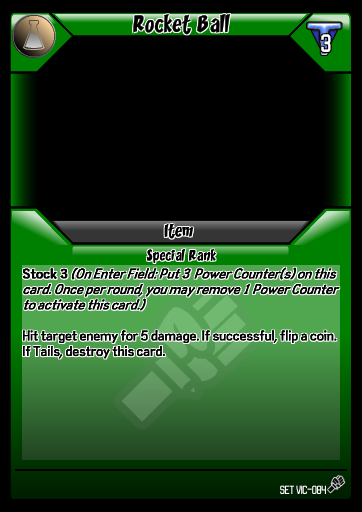 Rocket Ball
3
Item
Special Rank
Stock 3 (On Enter Field: Put 3 Power Counter(s) on this
card. Once per round, you may remove 1 Power Counter
to activate this card.)
Hit target enemy for 5 damage. If successful, flip a coin.
If Tails, destroy this card.
SET VIC-084